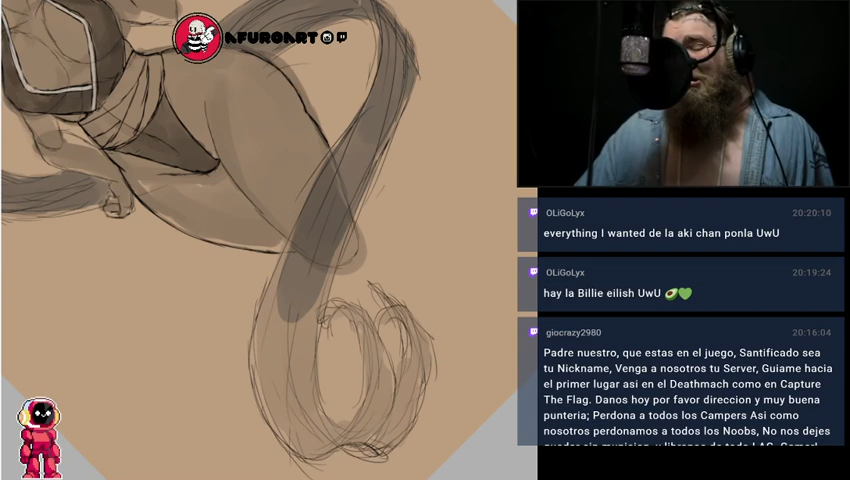 AFUROART
OLiGoLyx 20:20:10
everything I wanted de la aki chan ponla UwU
OLiGoLyx 20:19:24
hay la Billie eilish UwU 🥑💚
giocrazy2980 20:16:04
Padre nuestro, que estas en el juego, Santificado sea
tu Nickname, Venga a nosotros tu Server, Guiame hacia
el primer lugar asi en el Deathmach como en Capture
The Flag. Danos hoy por favor direccion y muy buena
punteria; Perdona a todos los Campers Asi como
nosotros perdonamos a todos los Noobs, No nos dejes